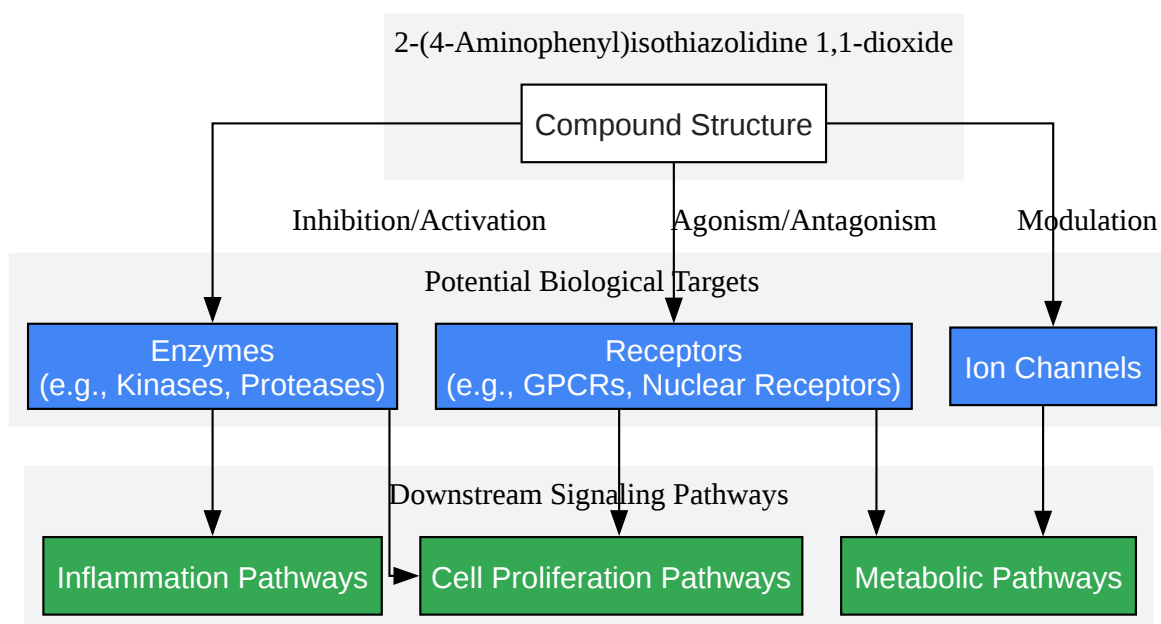 2-(4-Aminophenyl)isothiazolidine 1,1-dioxide
Compound Structure
Inhibition/Activation
Agonism/Antagonism
Modulation
Potential Biological Targets
Enzymes
(e.g., Kinases, Proteases)
Receptors
(e.g., GPCRs, Nuclear Receptors)
Ion Channels
Downstream Signaling Pathways
Inflammation Pathways
Cell Proliferation Pathways
Metabolic Pathways